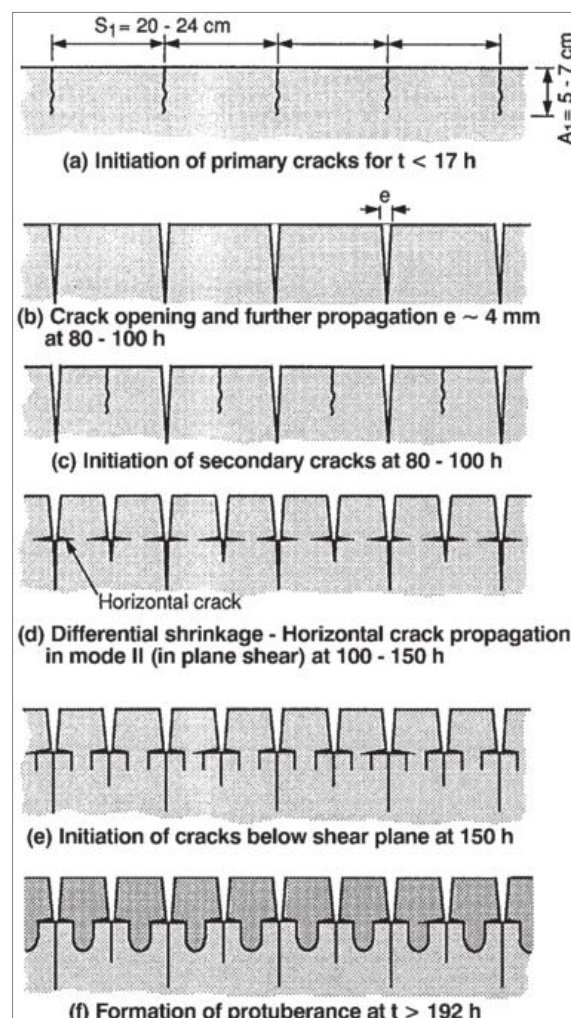 S₁ = 20 - 24 cm
A₁ = 5 - 7 cm
(a) Initiation of primary cracks for t < 17 h
e
(b) Crack opening and further propagation e ~ 4 mm
at 80 - 100 h
(c) Initiation of secondary cracks at 80 - 100 h
Horizontal crack
(d) Differential shrinkage - Horizontal crack propagation
in mode II (in plane shear) at 100 - 150 h
(e) Initiation of cracks below shear plane at 150 h
(f) Formation of protuberance at t > 192 h